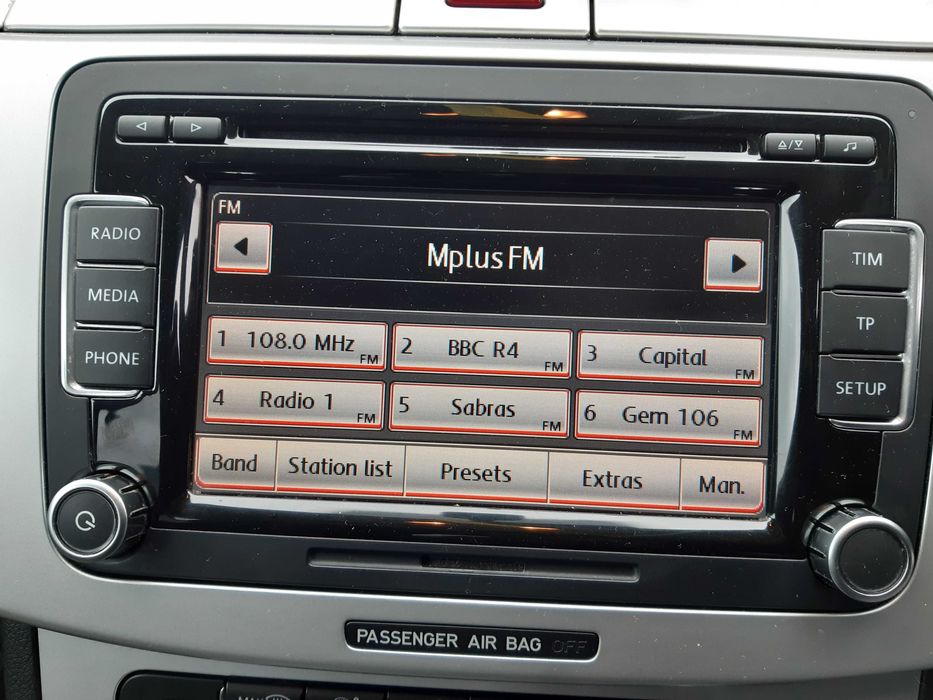 FM
Mplus FM
RADIO
MEDIA
PHONE
TIM
TP
SETUP
1 108.0 MHz FM
2 BBC R4 FM
3 Capital FM
4 Radio 1 FM
5 Sabras FM
6 Gem 106 FM
Band Station list Presets Extras Man.
PASSENGER AIR BAG OFF